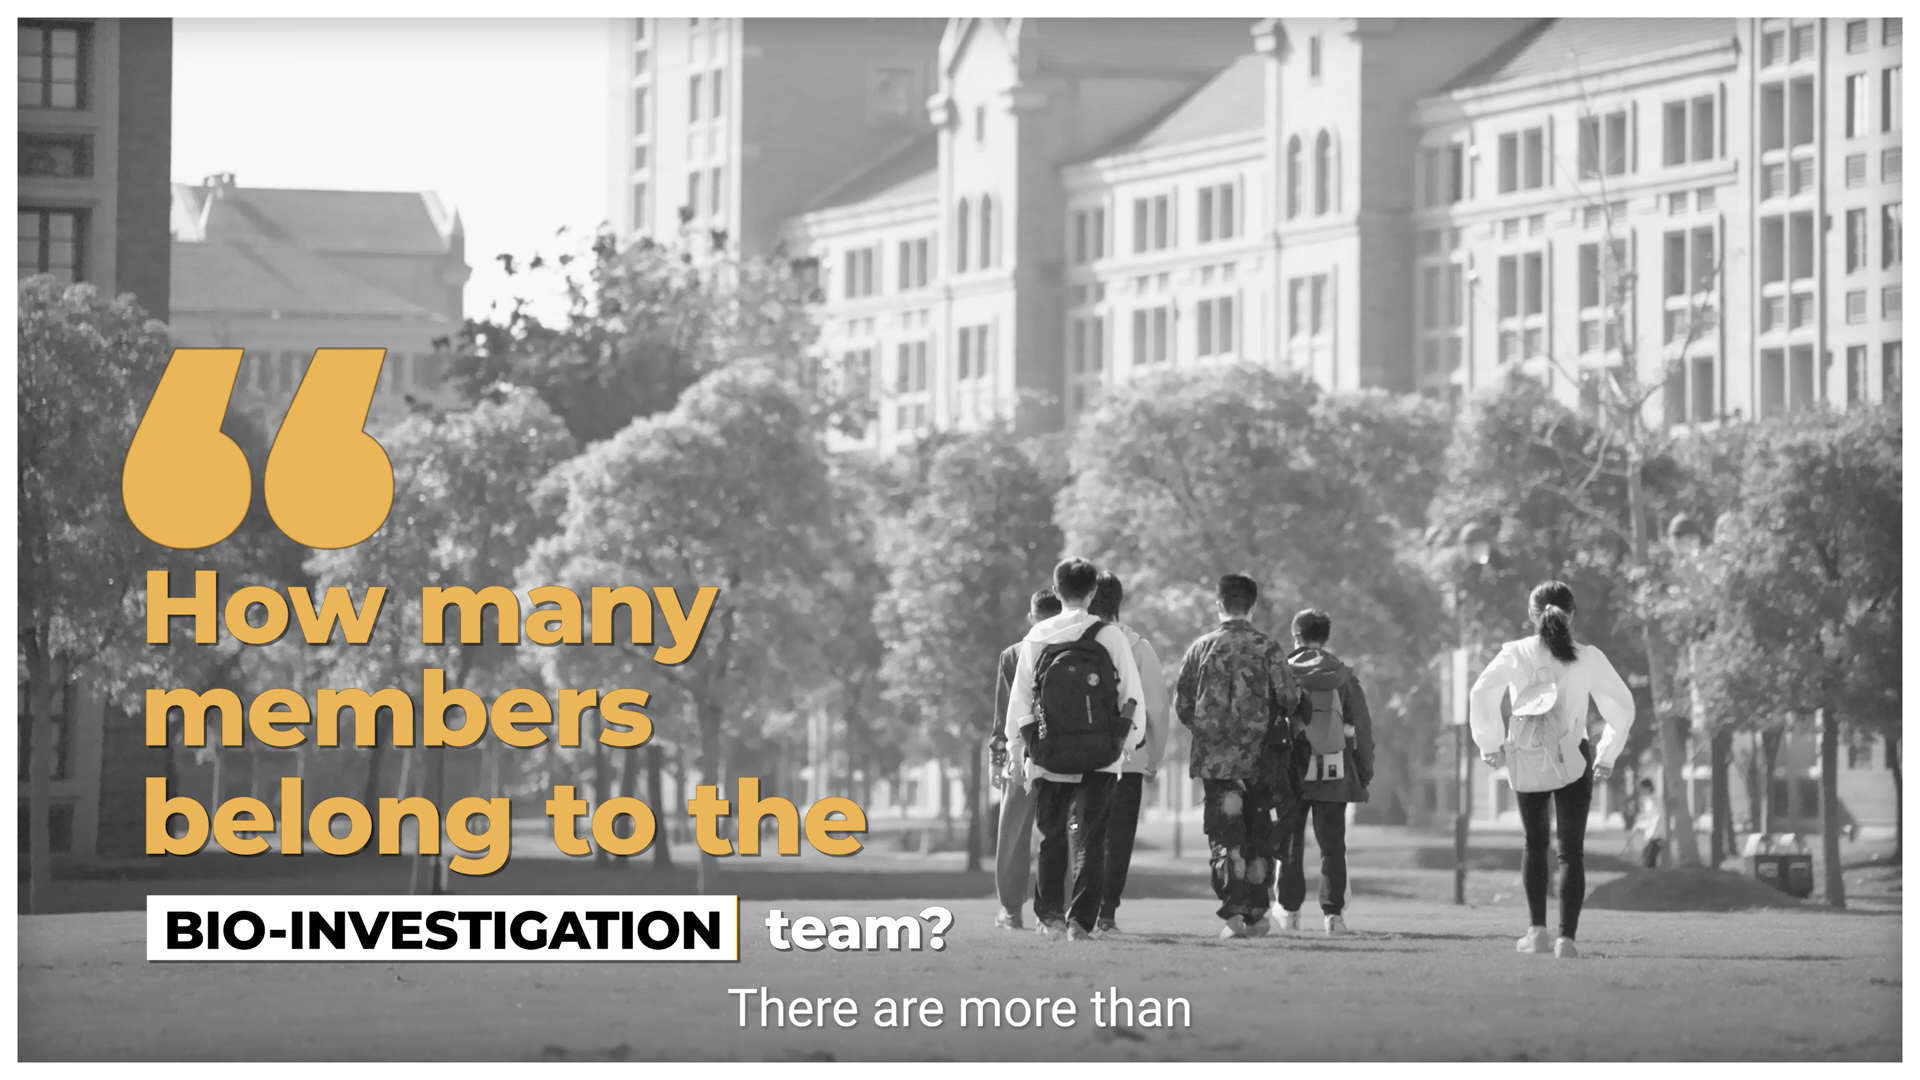 “
How many
members
belong to the
BIO-INVESTIGATION team?
There are more than